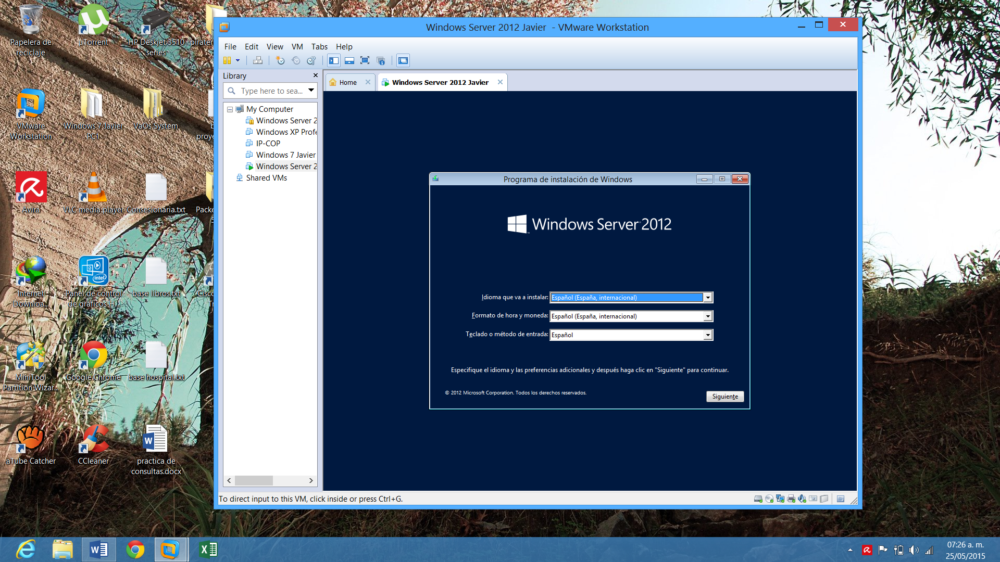 Papelera de
reciclaje
µTorrent
HP Deskjet 3510
series
VMware
Workstation
Windows 7 Javier
PC1
VaOs System
Avira
VLC media player
Consesionaria.txt
Internet
Downloa...
Panel de control
de gráficos H...
base libros.txt
MiniTool
Partition Wizar...
Google Chrome
base hospital.txt
aTube Catcher
CCleaner
practica de
consultas.docx
Windows Server 2012 Javier - VMware Workstation
File Edit View VM Tabs Help
Library
Type here to sea...
My Computer
Windows Server 2
Windows XP Profe
IP-COP
Windows 7 Javier
Windows Server 2
Shared VMs
Home
Windows Server 2012 Javier
Programa de instalación de Windows
Windows Server 2012
Idioma que va a instalar: Español (España, internacional)
Formato de hora y moneda: Español (España, internacional)
Teclado o método de entrada: Español
Especifique el idioma y las preferencias adicionales y después haga clic en "Siguiente" para continuar.
© 2012 Microsoft Corporation. Todos los derechos reservados.
Siguiente
To direct input to this VM, click inside or press Ctrl+G.
07:26 a. m.
25/05/2015